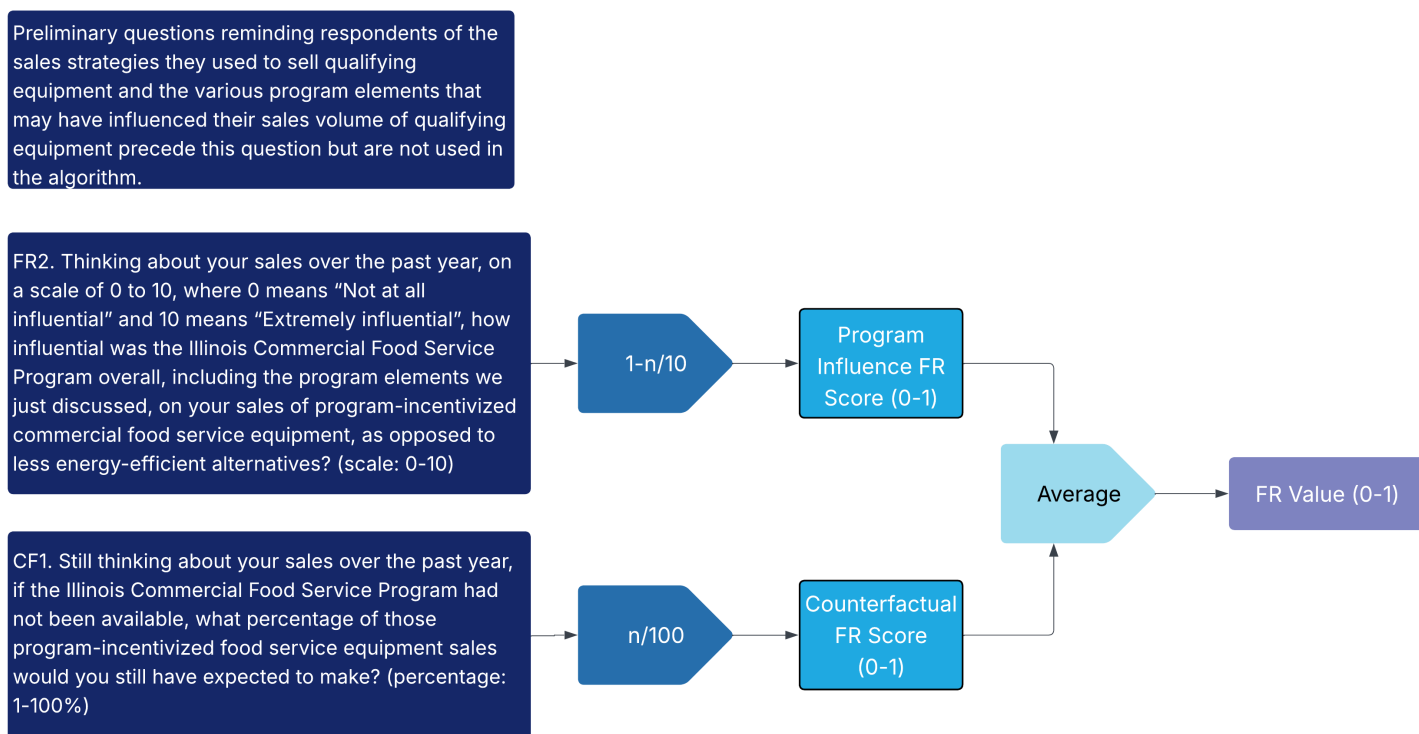 Preliminary questions reminding respondents of the
sales strategies they used to sell qualifying
equipment and the various program elements that
may have influenced their sales volume of qualifying
equipment precede this question but are not used in
the algorithm.
FR2. Thinking about your sales over the past year, on
a scale of 0 to 10, where 0 means “Not at all
influential” and 10 means “Extremely influential”, how
influential was the Illinois Commercial Food Service
Program overall, including the program elements we
just discussed, on your sales of program-incentivized
commercial food service equipment, as opposed to
less energy-efficient alternatives? (scale: 0-10)
1-n/10
Program
Influence FR
Score (0-1)
Average
FR Value (0-1)
CF1. Still thinking about your sales over the past year,
if the Illinois Commercial Food Service Program had
not been available, what percentage of those
program-incentivized food service equipment sales
would you still have expected to make? (percentage:
1-100%)
n/100
Counterfactual
FR Score
(0-1)